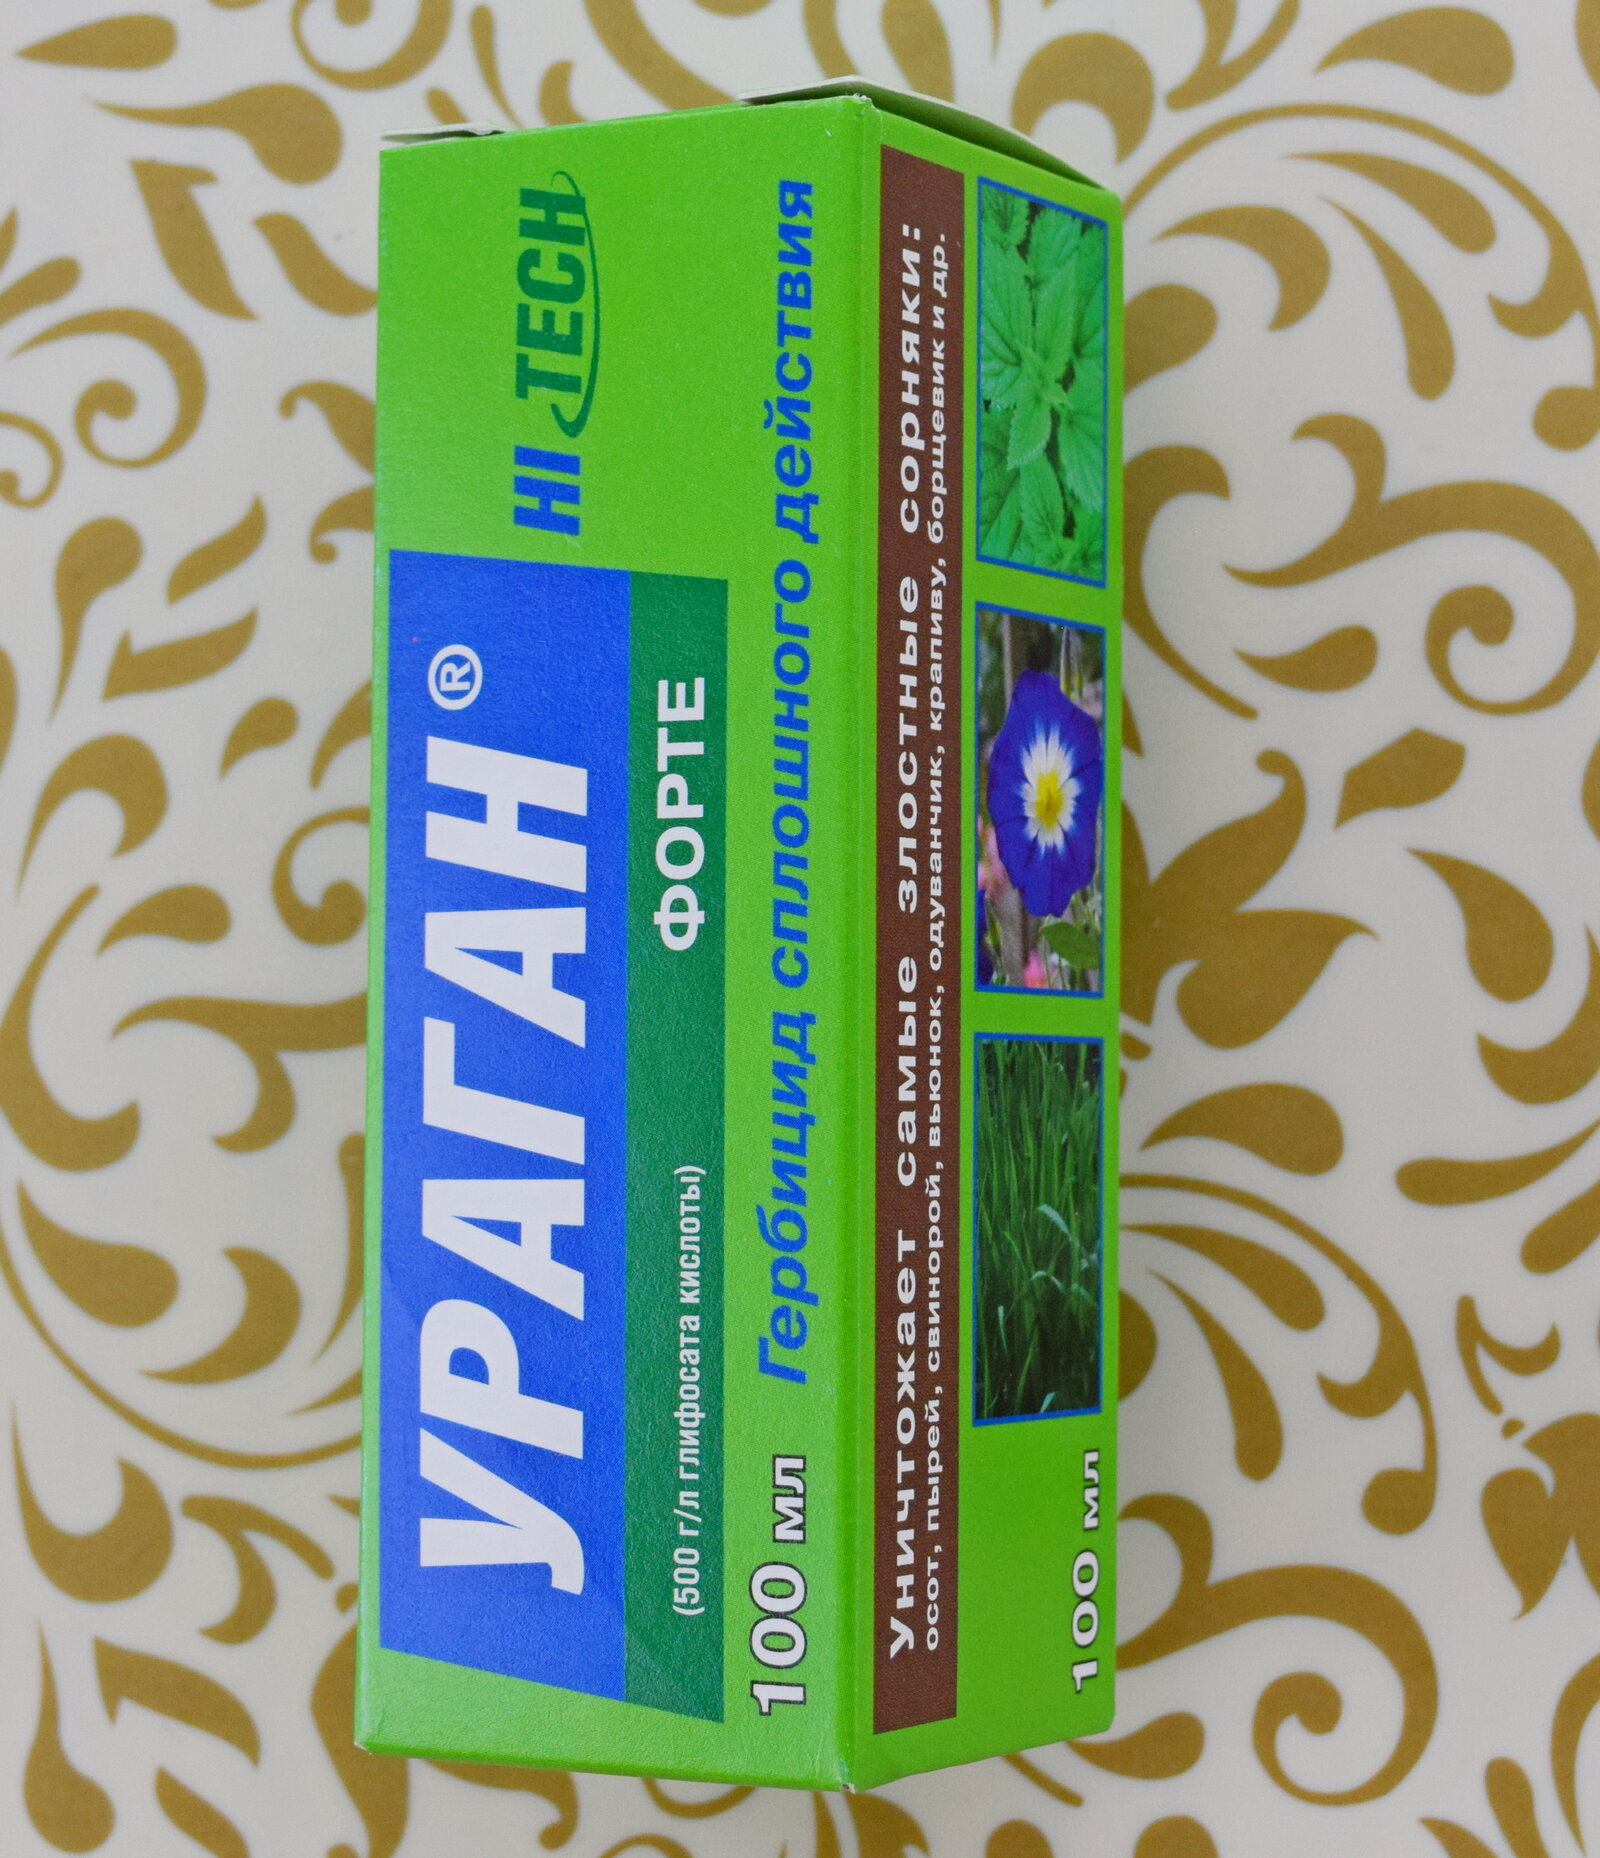 HI TECH
УРАГАН®
ФОРТЕ
(500 г/л глифосата кислоты)
100 мл Гербицид сплошного действия
Уничтожает самые злостные сорняки:
осот, пырей, свинорой, вьюнок, одуванчик, крапиву, борщевик и др.
100 мл